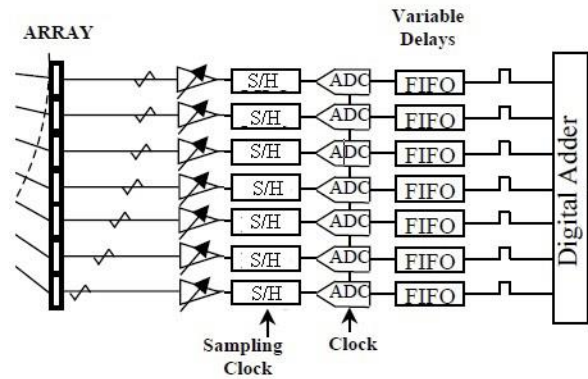 Variable
Delays
ARRAY
S/H ADC FIFO
S/H ADC FIFO
S/H ADC FIFO
S/H ADC FIFO
S/H ADC FIFO
S/H ADC FIFO
S/H ADC FIFO
Digital Adder
Sampling
Clock
Clock